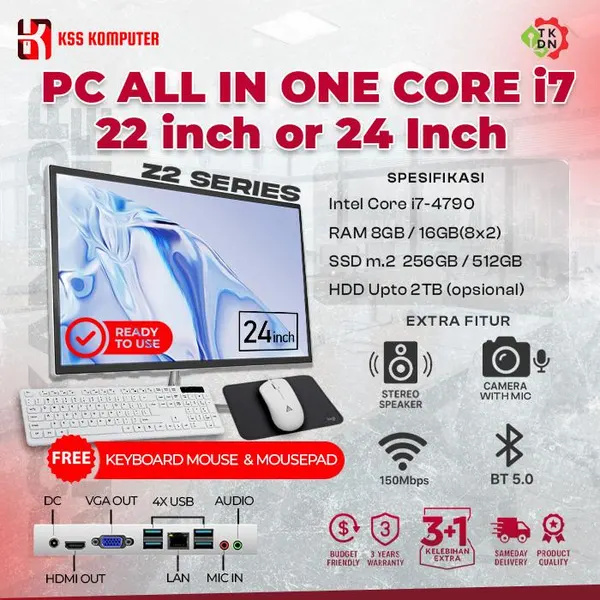 KSS KOMPUTER
TK
DN
PC ALL IN ONE CORE i7
22 inch or 24 Inch
Z2 SERIES
SPESIFIKASI
Intel Core i7-4790
RAM 8GB / 16GB(8x2)
SSD m.2 256GB / 512GB
HDD Upto 2TB (opsional)
READY
TO USE
24inch
EXTRA FITUR
STEREO
SPEAKER
CAMERA
WITH MIC
150Mbps
BT 5.0
FREE
KEYBOARD MOUSE & MOUSEPAD
DC
VGA OUT
4X USB
AUDIO
HDMI OUT
LAN
MIC IN
$
BUDGET
FRIENDLY
3
3 YEARS
WARRANTY
3+1
KELEBIHAN
EXTRA
SAMEDAY
DELIVERY
PRODUCT
QUALITY